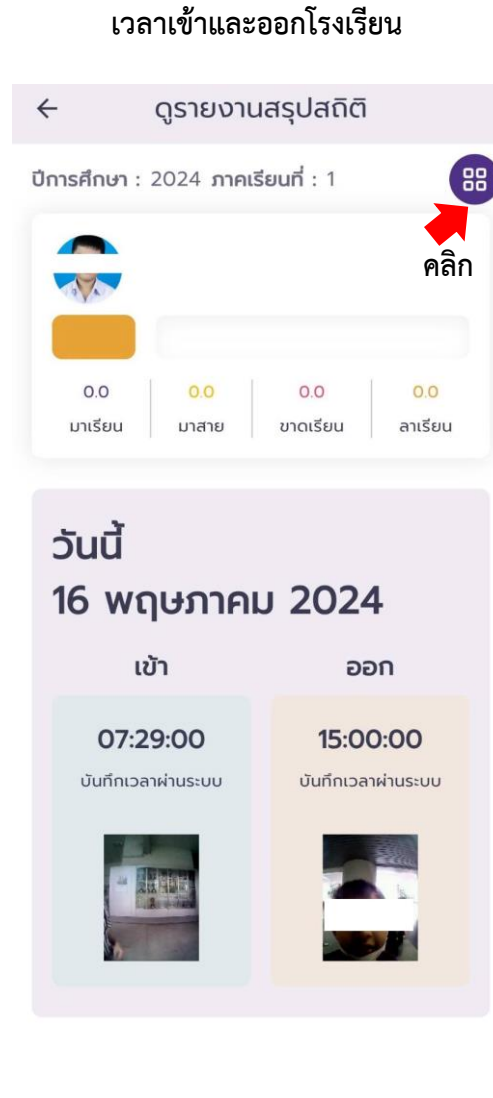 เวลาเข้าและออกโรงเรียน
ดูรายงานสรุปสถิติ
ปีการศึกษา : 2024 ภาคเรียนที่ : 1
คลิก
0.0 0.0 0.0 0.0
มาเรียน มาสาย ขาดเรียน ลาเรียน
วันนี้
16 พฤษภาคม 2024
เข้า ออก
07:29:00 15:00:00
บันทึกเวลาผ่านระบบ บันทึกเวลาผ่านระบบ